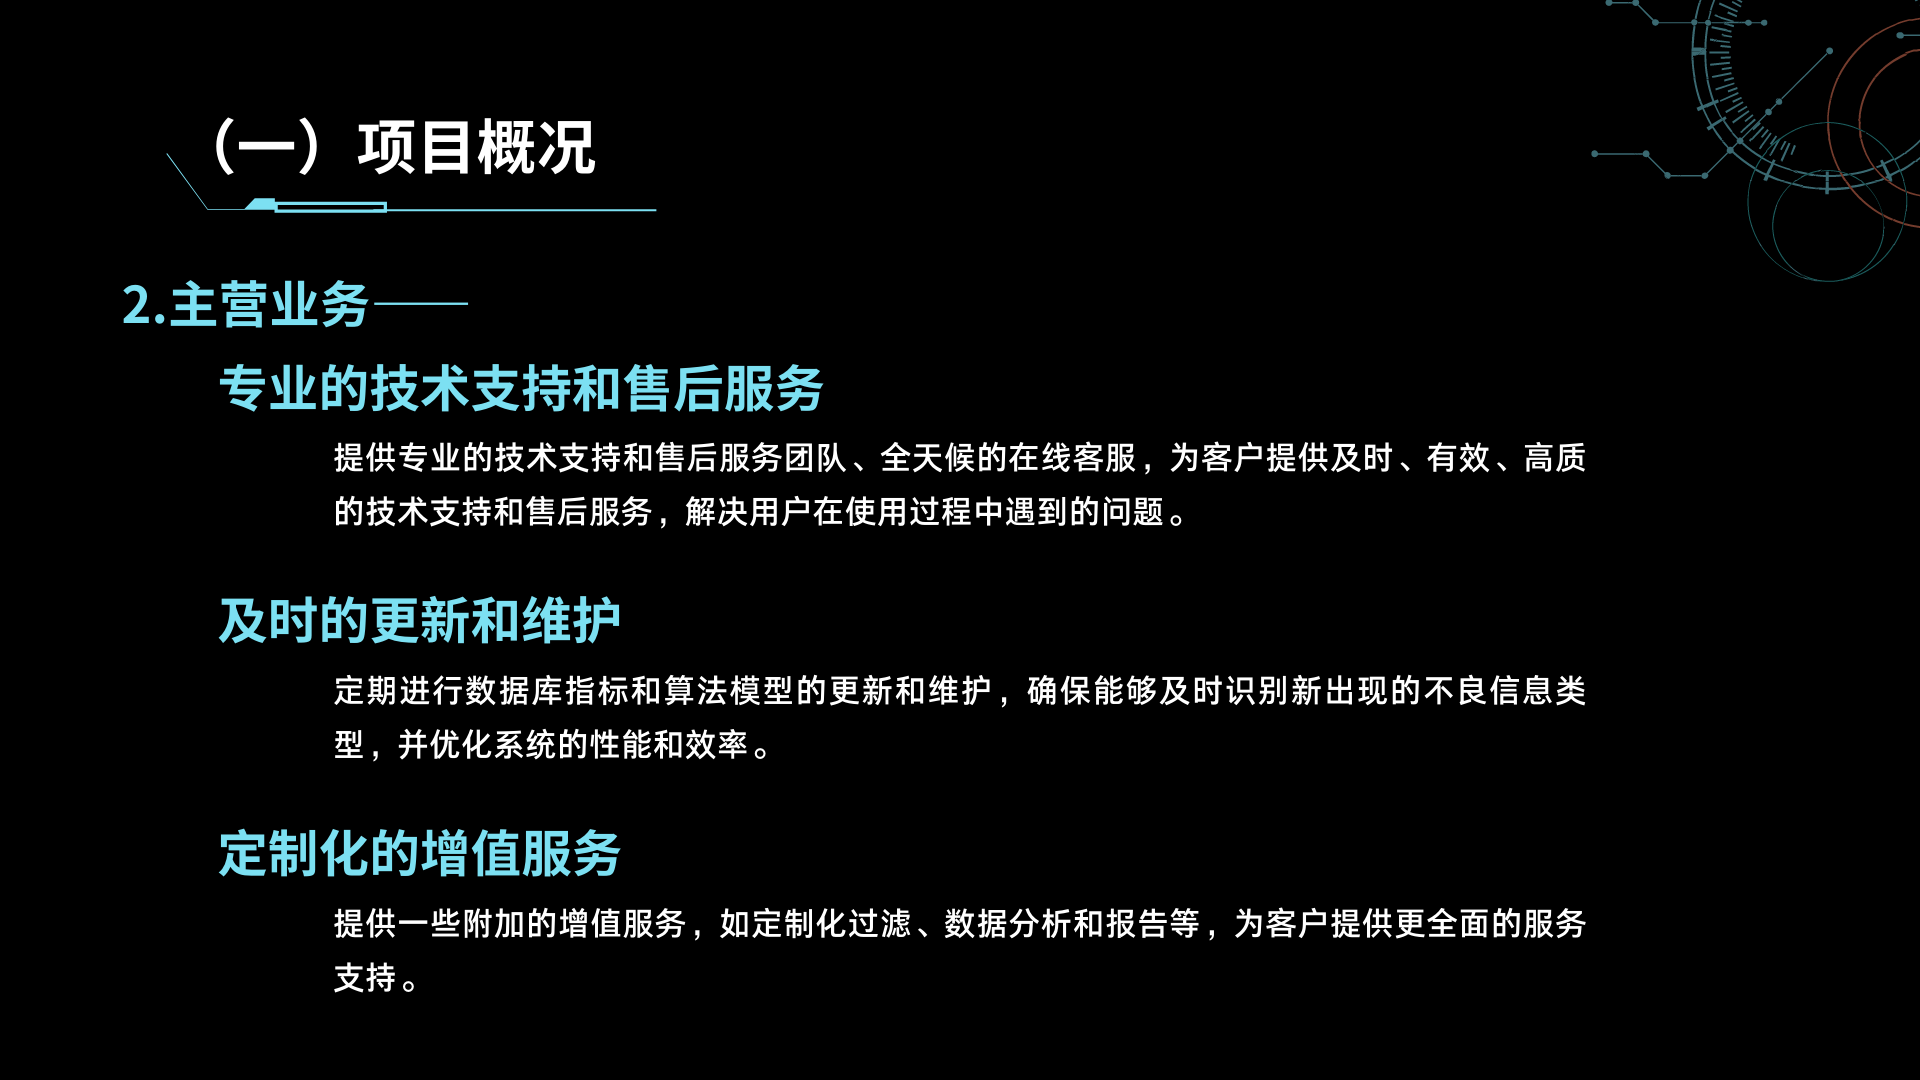 （一）项目概况
2.主营业务——
专业的技术支持和售后服务
提供专业的技术支持和售后服务团队、全天候的在线客服，为客户提供及时、有效、高质
的技术支持和售后服务，解决用户在使用过程中遇到的问题。
及时的更新和维护
定期进行数据库指标和算法模型的更新和维护，确保能够及时识别新出现的不良信息类
型，并优化系统的性能和效率。
定制化的增值服务
提供一些附加的增值服务，如定制化过滤、数据分析和报告等，为客户提供更全面的服务
支持。